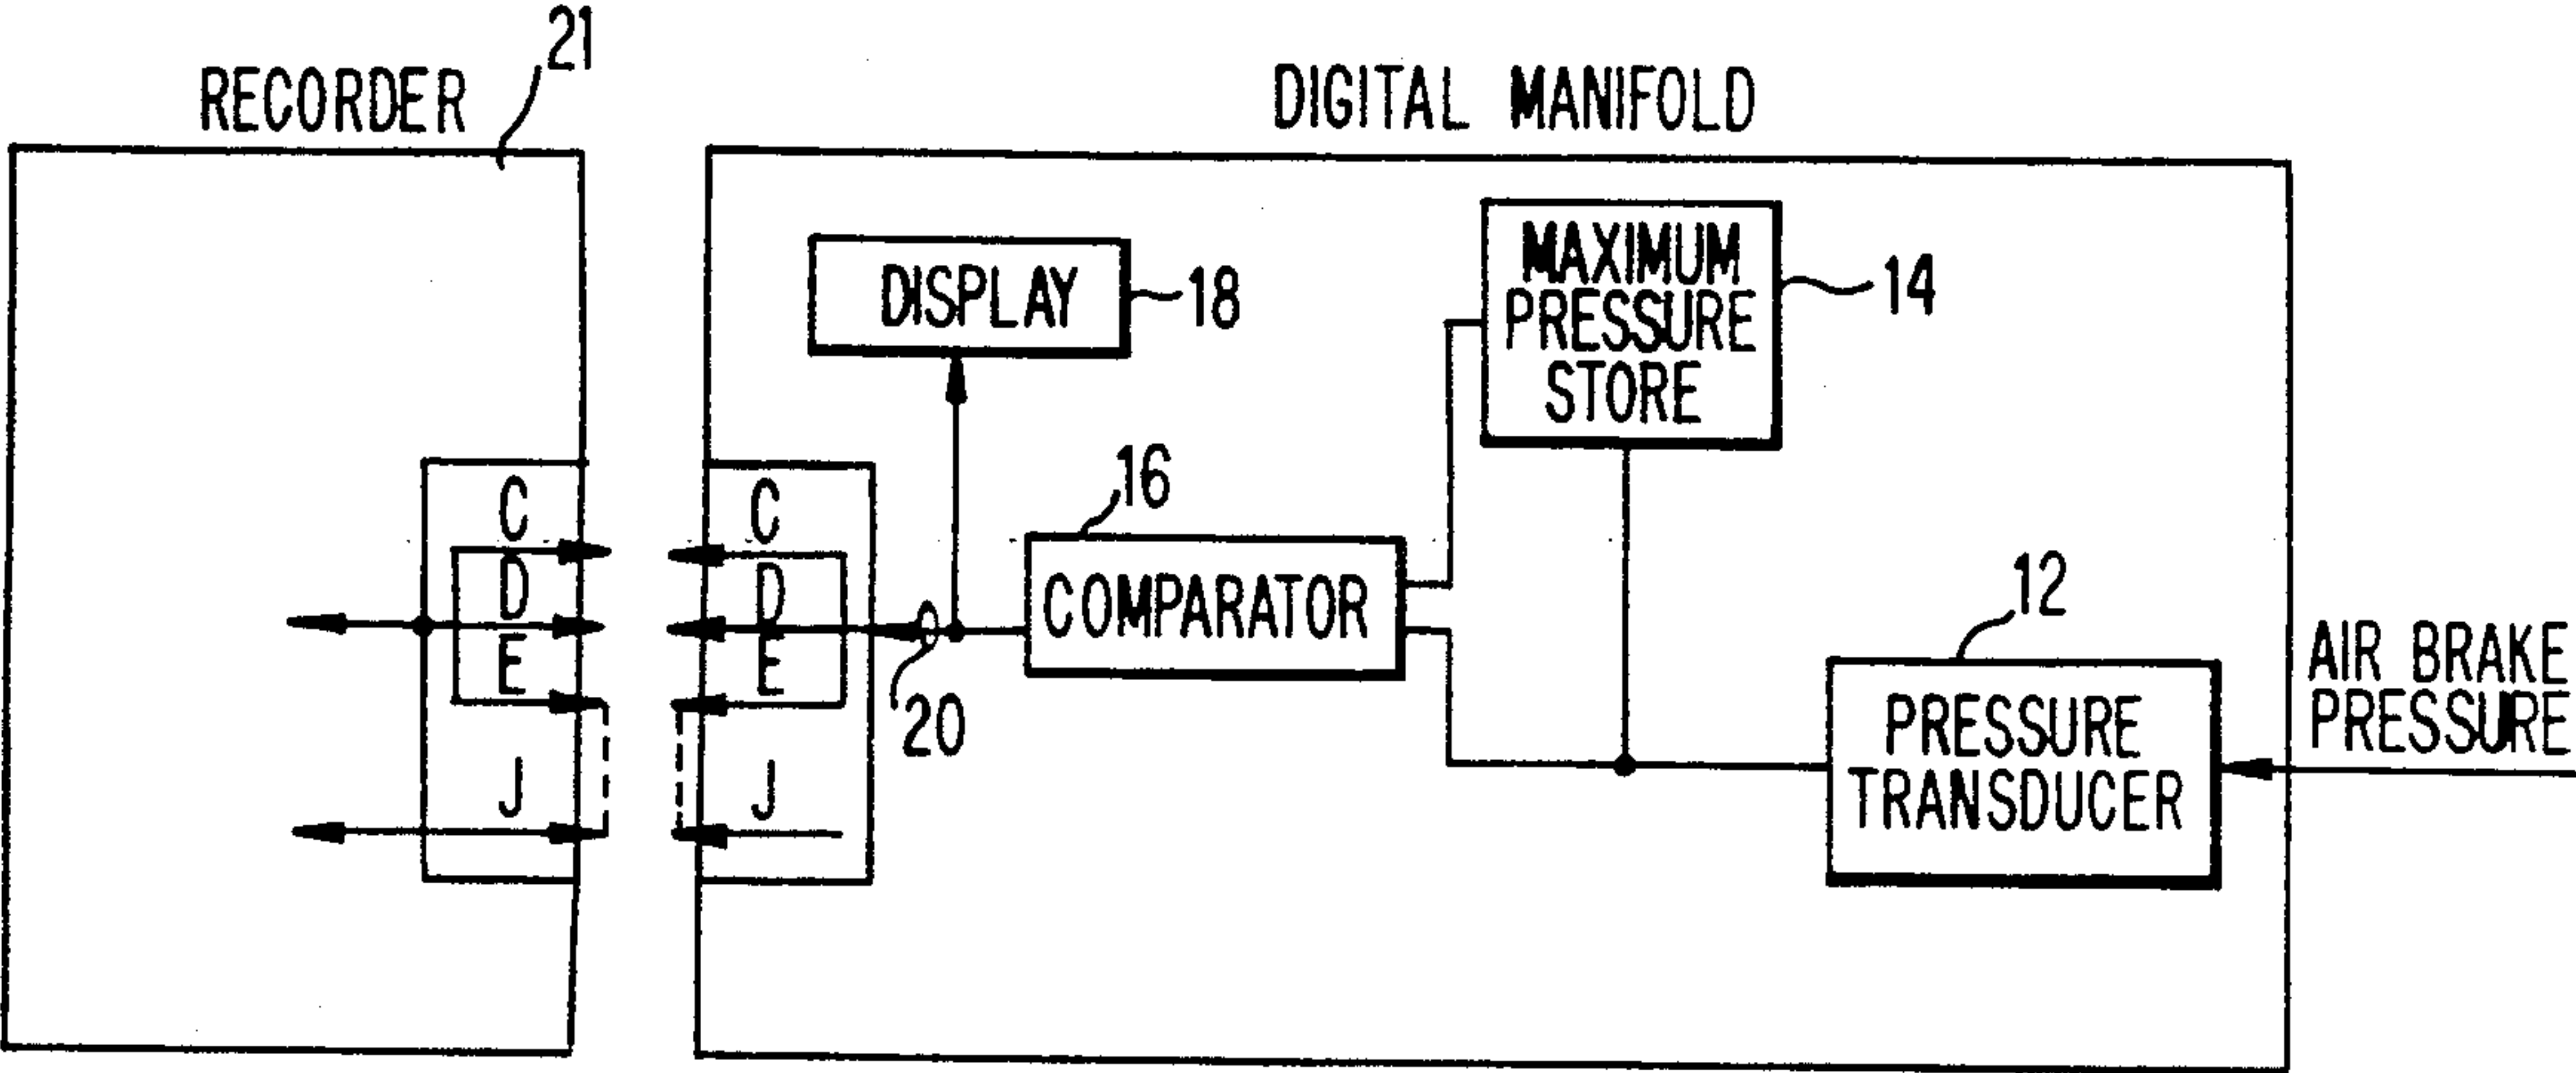 21
RECORDER
DIGITAL MANIFOLD
DISPLAY
18
MAXIMUM
PRESSURE
STORE
14
16
COMPARATOR
C
D
E
J
C
D
E
J
20
12
PRESSURE
TRANSDUCER
AIR BRAKE
PRESSURE